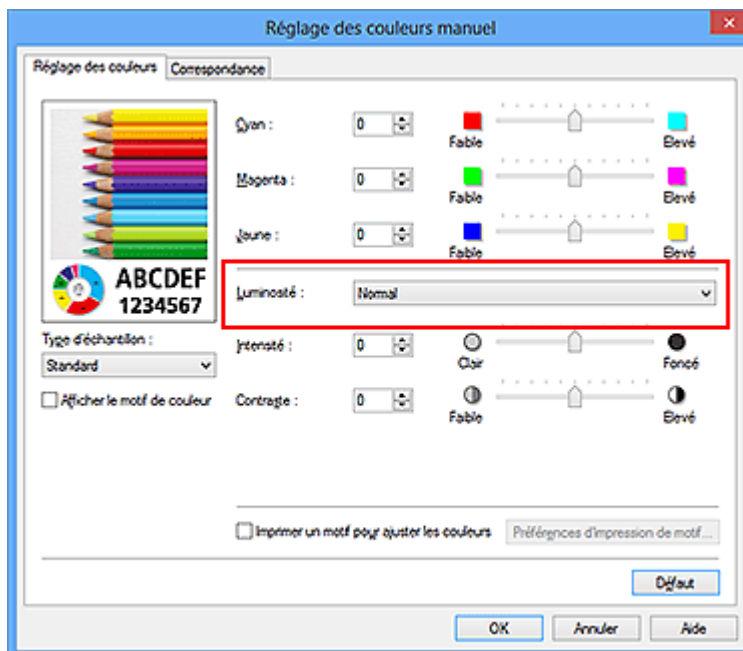 Réglage des couleurs manuel
Réglage des couleurs
Correspondance
Cyan :
0
Faible
Elevé
Magenta :
0
Faible
Elevé
Jaune :
0
Faible
Elevé
ABCDEF
1234567
Luminosité :
Normal
Type d'échantillon :
Standard
Intensité :
0
Clair
Foncé
Afficher le motif de couleur
Contraste :
0
Faible
Elevé
Imprimer un motif pour ajuster les couleurs
Préférences d'impression de motif...
Défaut
OK
Annuler
Aide